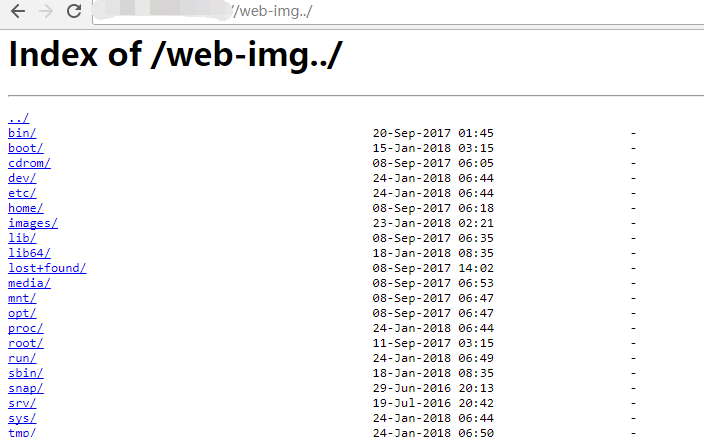 //web-img../
Index of /web-img../
../
bin/ 20-Sep-2017 01:45 -
boot/ 15-Jan-2018 03:15 -
cdrom/ 08-Sep-2017 06:05 -
dev/ 24-Jan-2018 06:44 -
etc/ 24-Jan-2018 06:44 -
home/ 08-Sep-2017 06:18 -
images/ 23-Jan-2018 02:21 -
lib/ 08-Sep-2017 06:35 -
lib64/ 18-Jan-2018 08:35 -
lost+found/ 08-Sep-2017 14:02 -
media/ 08-Sep-2017 06:53 -
mnt/ 08-Sep-2017 06:47 -
opt/ 08-Sep-2017 06:47 -
proc/ 24-Jan-2018 06:44 -
root/ 11-Sep-2017 03:15 -
run/ 24-Jan-2018 06:49 -
sbin/ 18-Jan-2018 08:35 -
snap/ 29-Jun-2016 20:13 -
srv/ 19-Jul-2016 20:42 -
sys/ 24-Jan-2018 06:44 -
tmp/ 24-Jan-2018 06:50 -